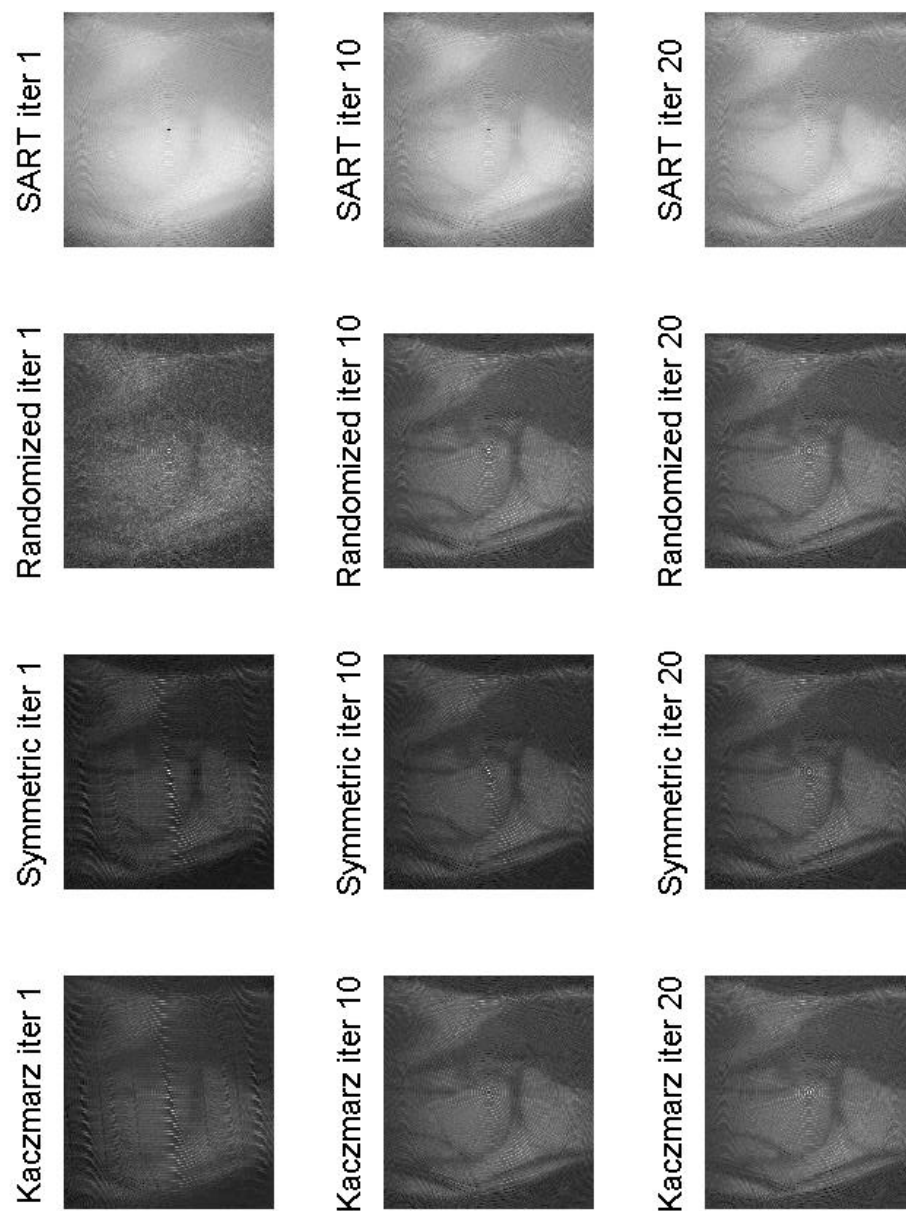 Kaczmarz iter 1
Symmetric iter 1
Randomized iter 1
SART iter 1
Kaczmarz iter 10
Symmetric iter 10
Randomized iter 10
SART iter 10
Kaczmarz iter 20
Symmetric iter 20
Randomized iter 20
SART iter 20